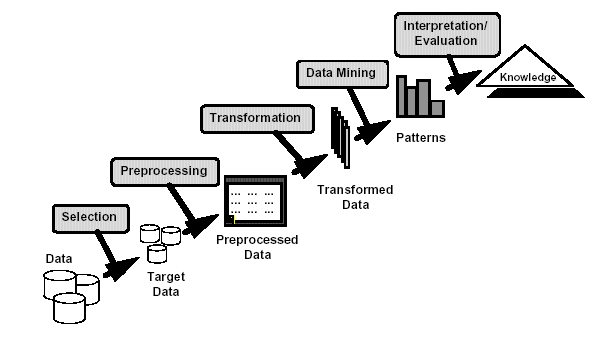 Interpretation/
Evaluation
Data Mining
Knowledge
Transformation
Patterns
Preprocessing
Transformed
Data
Selection
... ... ...
... ... ...
... ... ...
Preprocessed
Data
Data
Target
Data